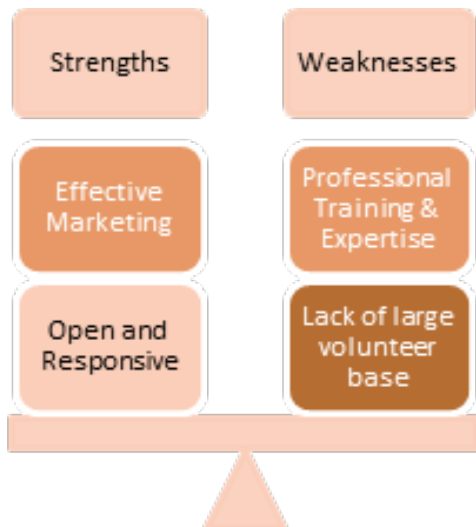 Strengths
Weaknesses
Effective
Marketing
Professional
Training &
Expertise
Open and
Responsive
Lack of large
volunteer
base